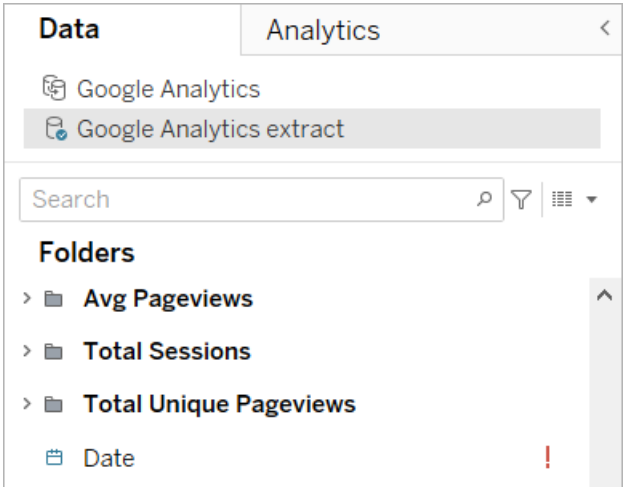 Data Analytics
Google Analytics
Google Analytics extract
Search
Folders
Avg Pageviews
Total Sessions
Total Unique Pageviews
Date !